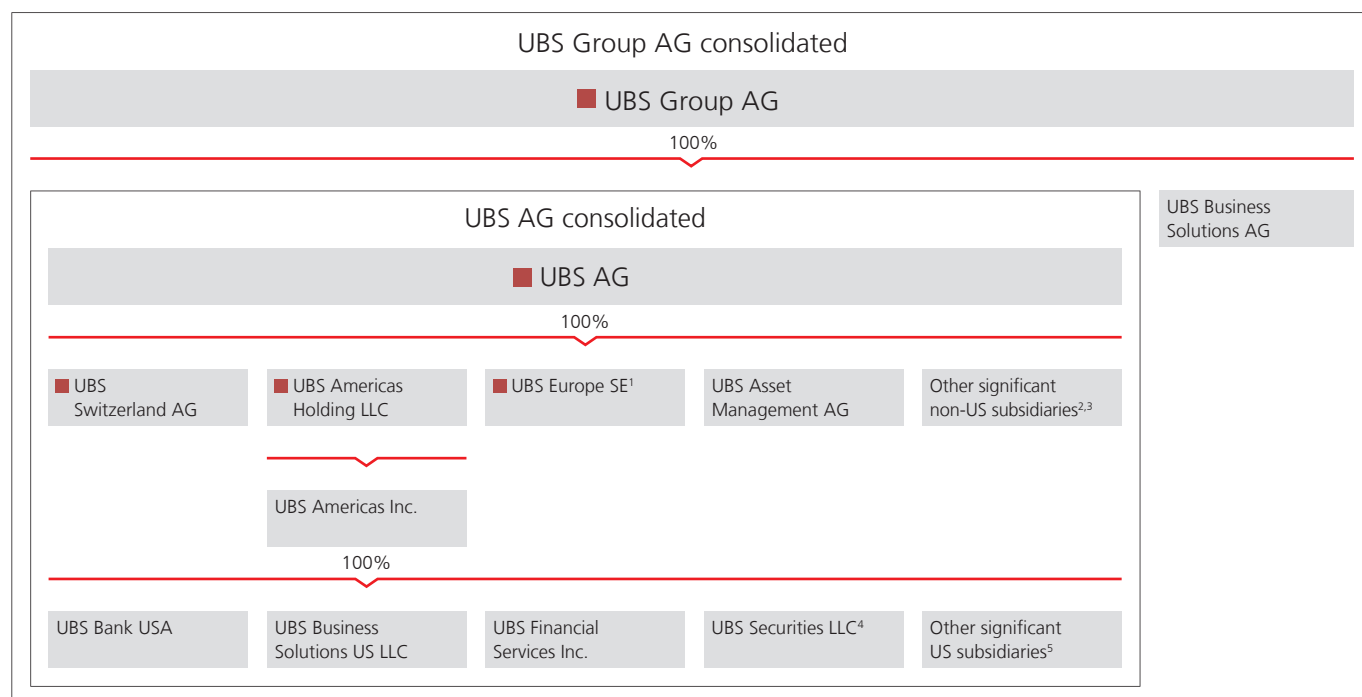 UBS Group AG consolidated
UBS Group AG
100%
UBS AG consolidated
UBS Business
Solutions AG
UBS AG
100%
UBS
Switzerland AG
UBS Americas
Holding LLC
UBS Europe SE¹
UBS Asset
Management AG
Other significant
non-US subsidiaries²,³
UBS Americas Inc.
100%
UBS Bank USA
UBS Business
Solutions US LLC
UBS Financial
Services Inc.
UBS Securities LLC⁴
Other significant
US subsidiaries⁵